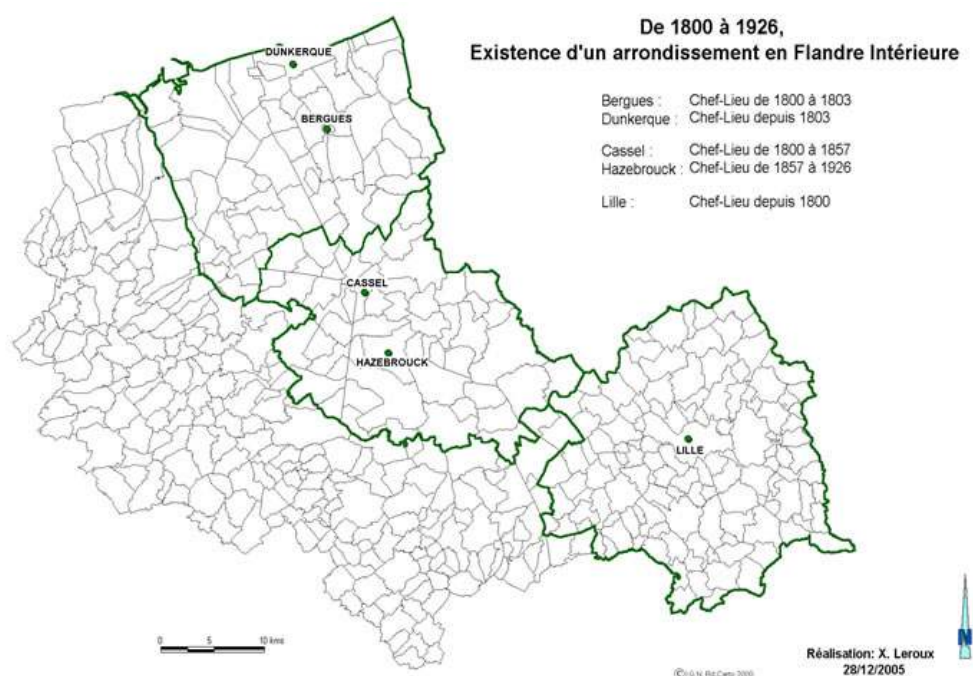 De 1800 à 1926,
Existence d'un arrondissement en Flandre Intérieure
Bergues : Chef-Lieu de 1800 à 1803
Dunkerque : Chef-Lieu depuis 1803
Cassel : Chef-Lieu de 1800 à 1857
Hazebrouck : Chef-Lieu de 1857 à 1926
Lille : Chef-Lieu depuis 1800
DUNKERQUE
BERGUES
CASSEL
HAZEBROUCK
LILLE
0 5 10 kms
N
Réalisation: X. Leroux
28/12/2005